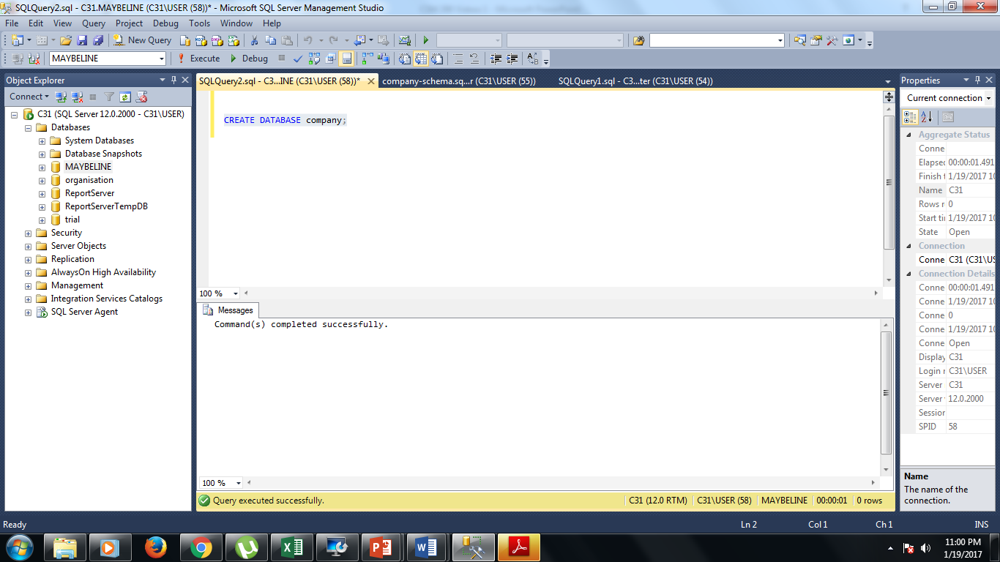 SQLQuery2.sql - C31.MAYBELINE (C31\USER (58))* - Microsoft SQL Server Management Studio
File Edit View Query Project Debug Tools Window Help
New Query
MAYBELINE Execute Debug
Object Explorer
Connect
C31 (SQL Server 12.0.2000 - C31\USER)
Databases
System Databases
Database Snapshots
MAYBELINE
organisation
ReportServer
ReportServerTempDB
trial
Security
Server Objects
Replication
AlwaysOn High Availability
Management
Integration Services Catalogs
SQL Server Agent
SQLQuery2.sql - C3...INE (C31\USER (58))* company-schema.sq...r (C31\USER (55)) SQLQuery1.sql - C3...ter (C31\USER (54))
CREATE DATABASE company;
100 %
Messages
Command(s) completed successfully.
100 %
Query executed successfully. C31 (12.0 RTM) C31\USER (58) MAYBELINE 00:00:01 0 rows
Properties
Current connection
Aggregate Status
Conne
Elapsed 00:00:01.491
Finish t 1/19/2017 10
Name C31
Rows r 0
Start tii 1/19/2017 10
State Open
Connection
Conne C31 (C31\US
Connection Details
Conne 00:00:01.491
Conne 1/19/2017 10
Conne 0
Conne 1/19/2017 10
Conne Open
Display C31
Login r C31\USER
Server C31
Server 12.0.2000
Session
SPID 58
Name
The name of the
connection.
Ready Ln 2 Col 1 Ch 1 INS
11:00 PM
1/19/2017